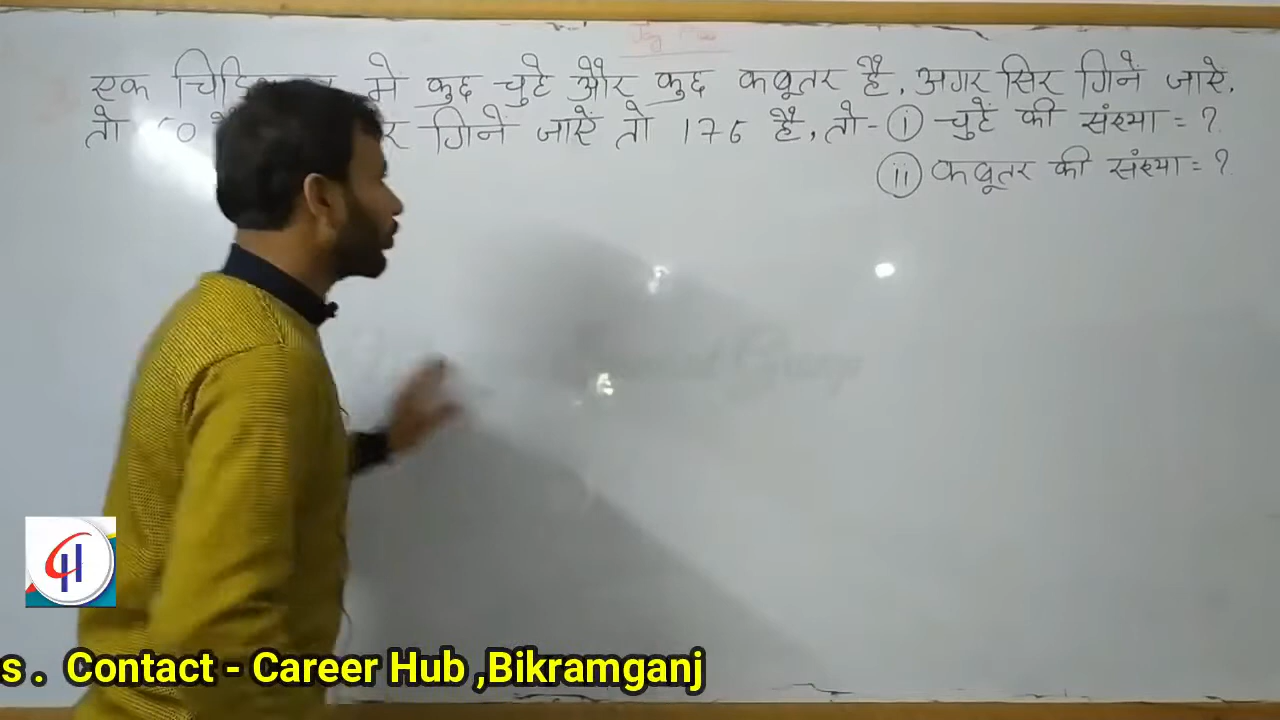 एक में कुछ चुहे और कुछ कबूतर है, अगर सिर गिनें जाऐं,
तो गिनें जाऐं तो 176 है, तो- (i) चुहें की संख्या = ?
(ii) कबूतर की संख्या = ?
s . Contact - Career Hub ,Bikramganj